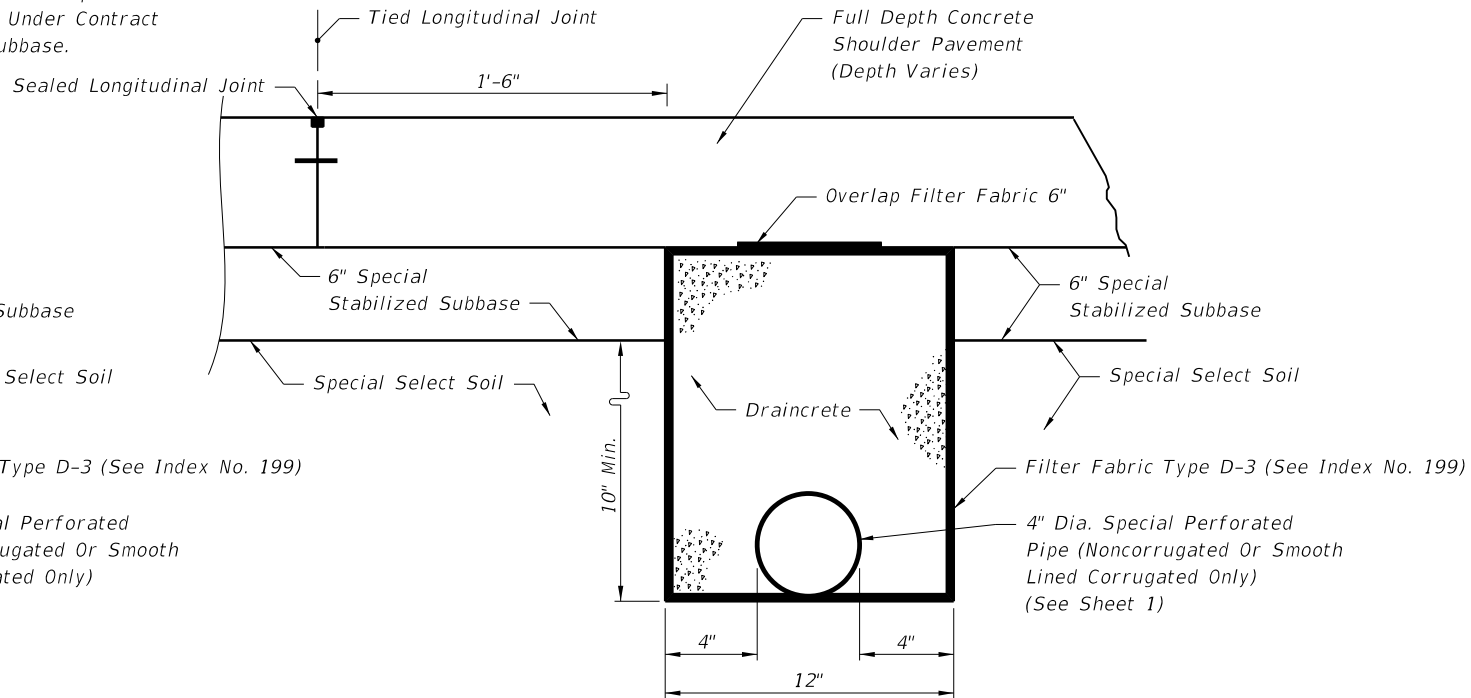 Under Contract
ubbase.
Tied Longitudinal Joint
Full Depth Concrete
Shoulder Pavement
(Depth Varies)
Sealed Longitudinal Joint
1'-6"
Overlap Filter Fabric 6"
6" Special
Stabilized Subbase
6" Special
Stabilized Subbase
Subbase
Select Soil
Special Select Soil
Special Select Soil
Draincrete
10" Min.
Type D-3 (See Index No. 199)
Filter Fabric Type D-3 (See Index No. 199)
al Perforated
rugated Or Smooth
ated Only)
4" Dia. Special Perforated
Pipe (Noncorrugated Or Smooth
Lined Corrugated Only)
(See Sheet 1)
4"
4"
12"